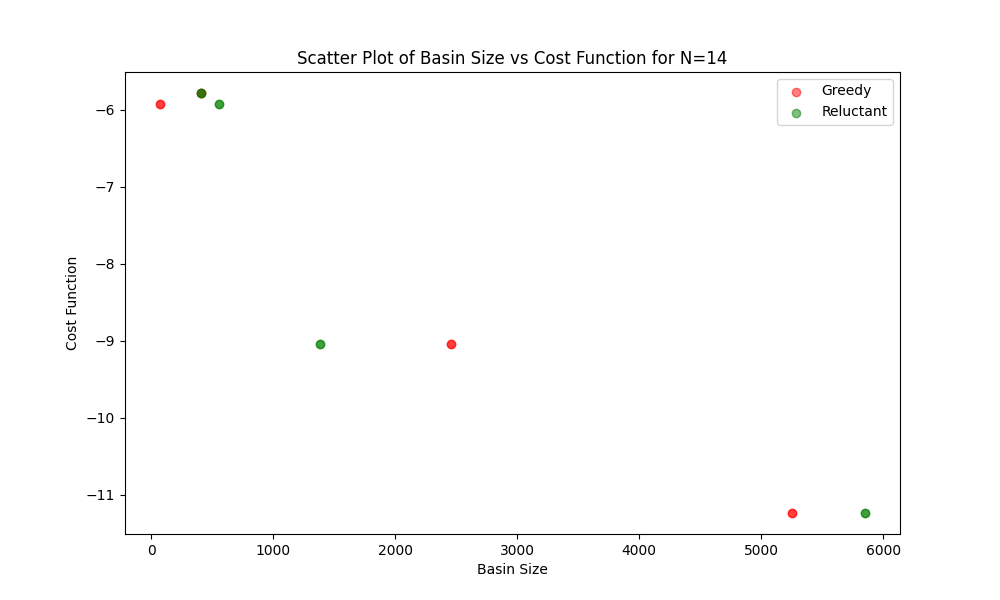 Scatter Plot of Basin Size vs Cost Function for N=14
Greedy
Reluctant
Cost Function
−6
−7
−8
−9
−10
−11
0 1000 2000 3000 4000 5000 6000
Basin Size